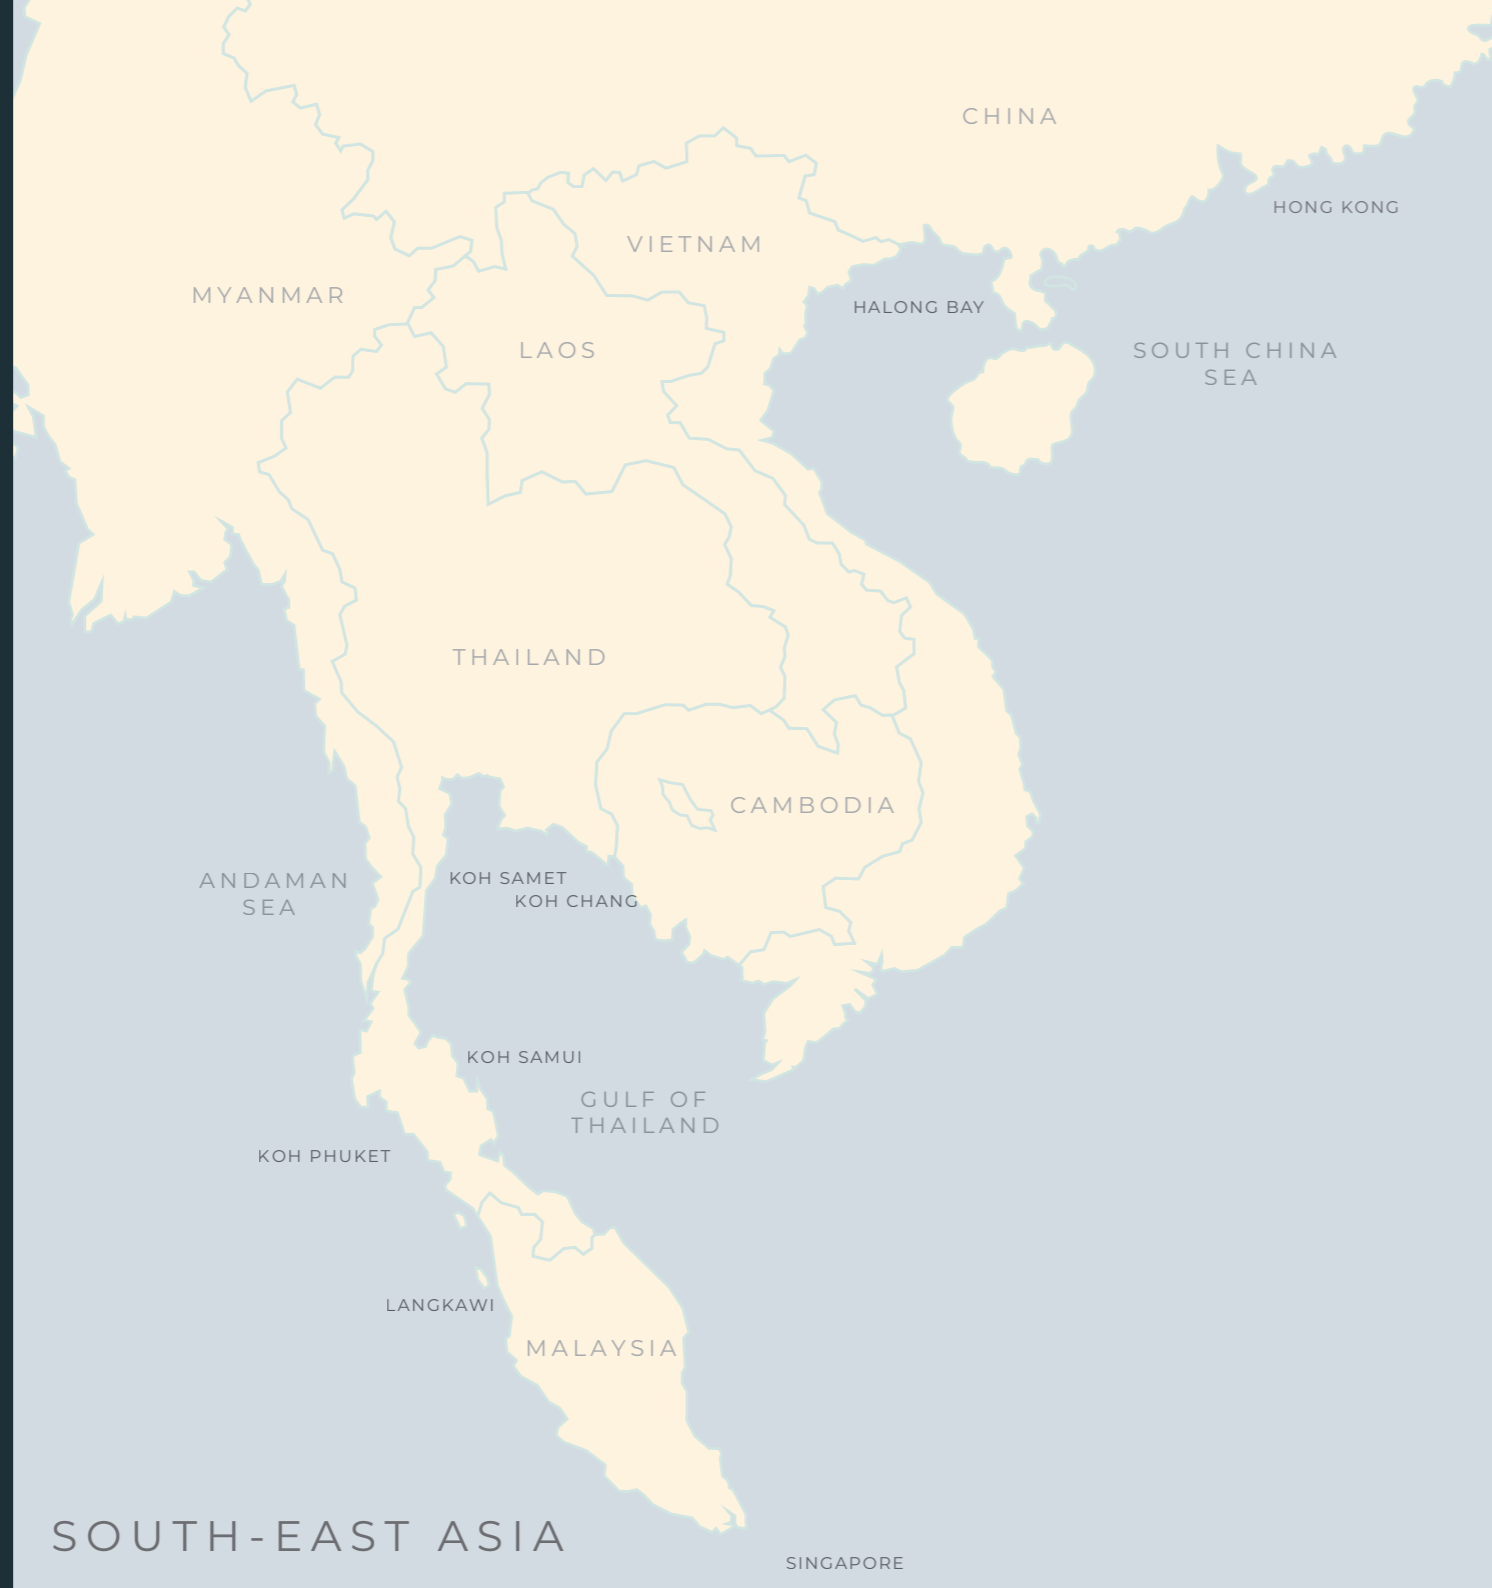 CHINA
HONG KONG
VIETNAM
MYANMAR
HALONG BAY
LAOS
SOUTH CHINA
SEA
THAILAND
CAMBODIA
ANDAMAN
SEA
KOH SAMET
KOH CHANG
KOH SAMUI
GULF OF
THAILAND
KOH PHUKET
LANGKAWI
MALAYSIA
SOUTH-EAST ASIA
SINGAPORE